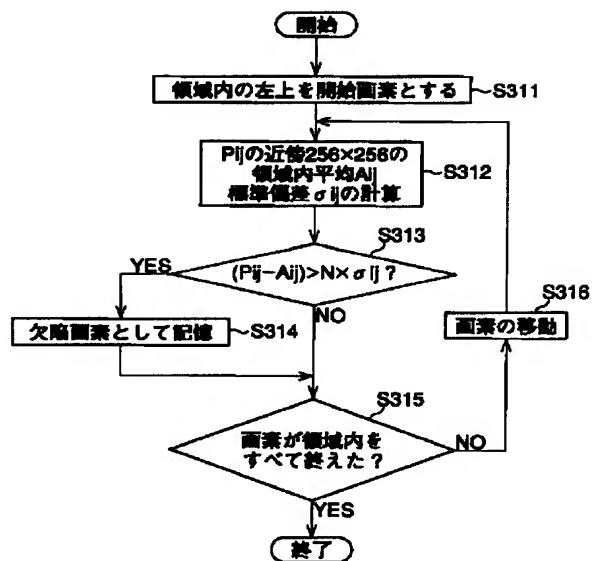 開始
領域内の左上を開始画素とする
S311
Pijの近傍256×256の
領域内平均Aij
標準偏差σijの計算
S312
S313
YES
(Pij−Aij)>N×σij?
S316
欠陥画素として記憶
S314
NO
画素の移動
S315
画素が領域内を
すべて終えた?
NO
YES
終了